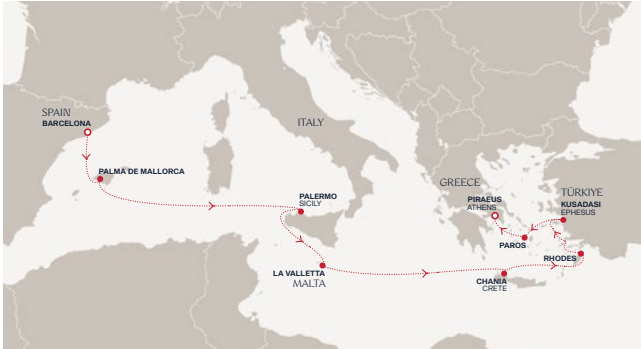 SPAIN
BARCELONA
PALMA DE MALLORCA
ITALY
PALERMO
SICILY
LA VALLETTA
MALTA
GREECE
PIRAEUS
ATHENS
TÜRKIYE
KUSADASI
EPHESUS
PAROS
RHODES
CHANIA
CRETE